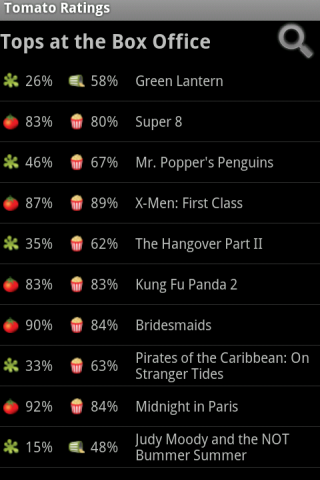 Tomato Ratings
Tops at the Box Office
26% 58% Green Lantern
83% 80% Super 8
46% 67% Mr. Popper's Penguins
87% 89% X-Men: First Class
35% 62% The Hangover Part II
83% 83% Kung Fu Panda 2
90% 84% Bridesmaids
33% 63% Pirates of the Caribbean: On
Stranger Tides
92% 84% Midnight in Paris
15% 48% Judy Moody and the NOT
Bummer Summer